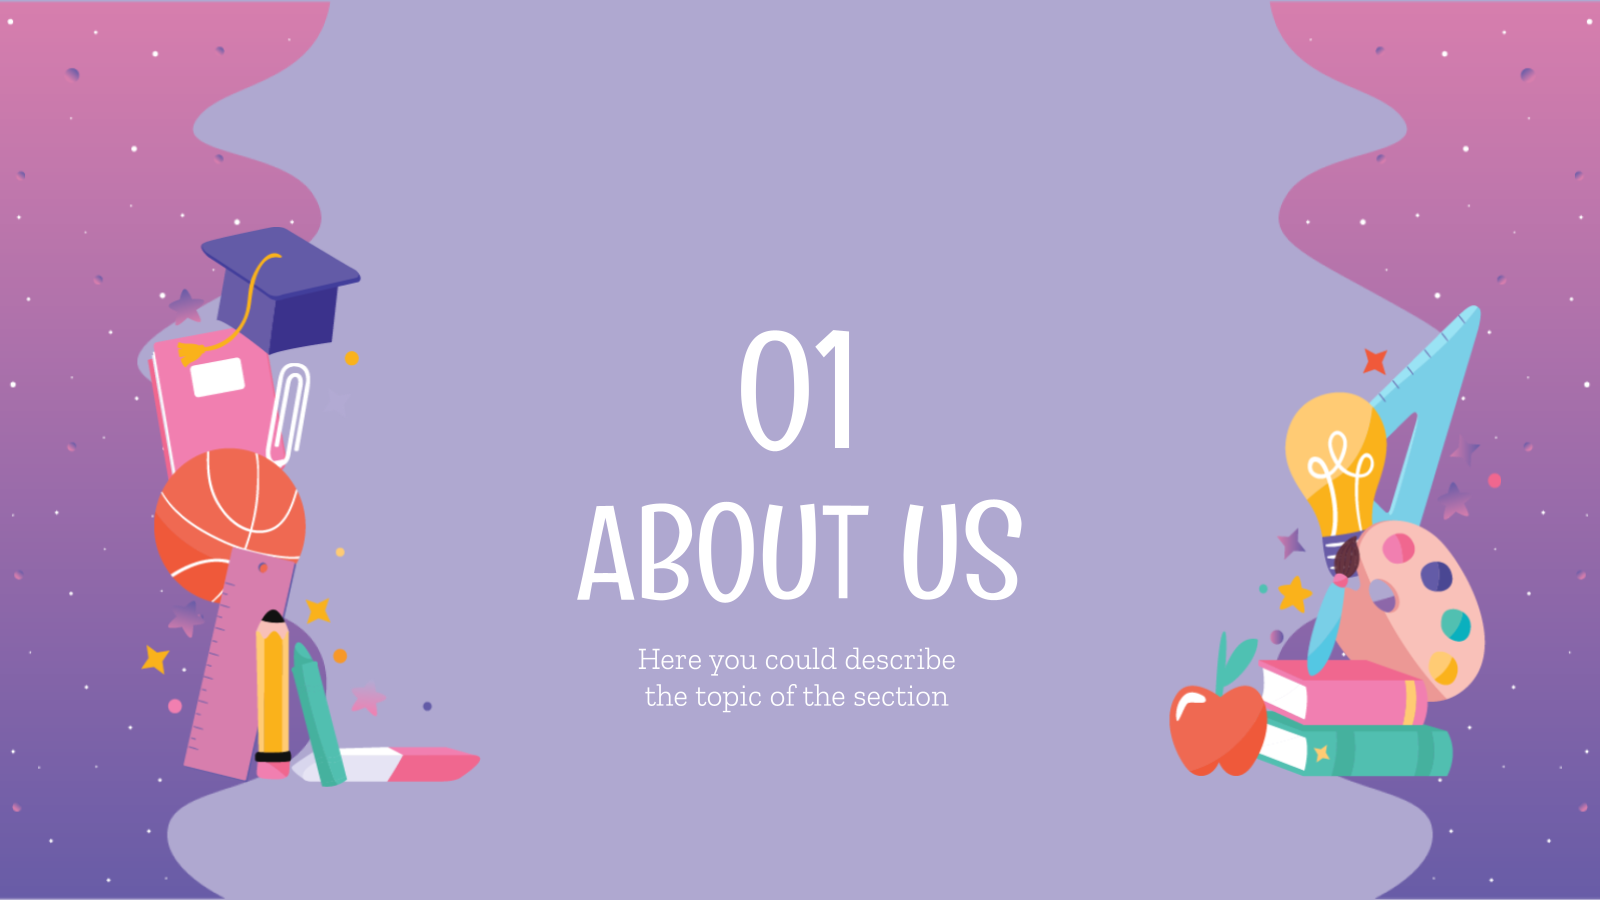 01
ABOUT US
Here you could describe
the topic of the section